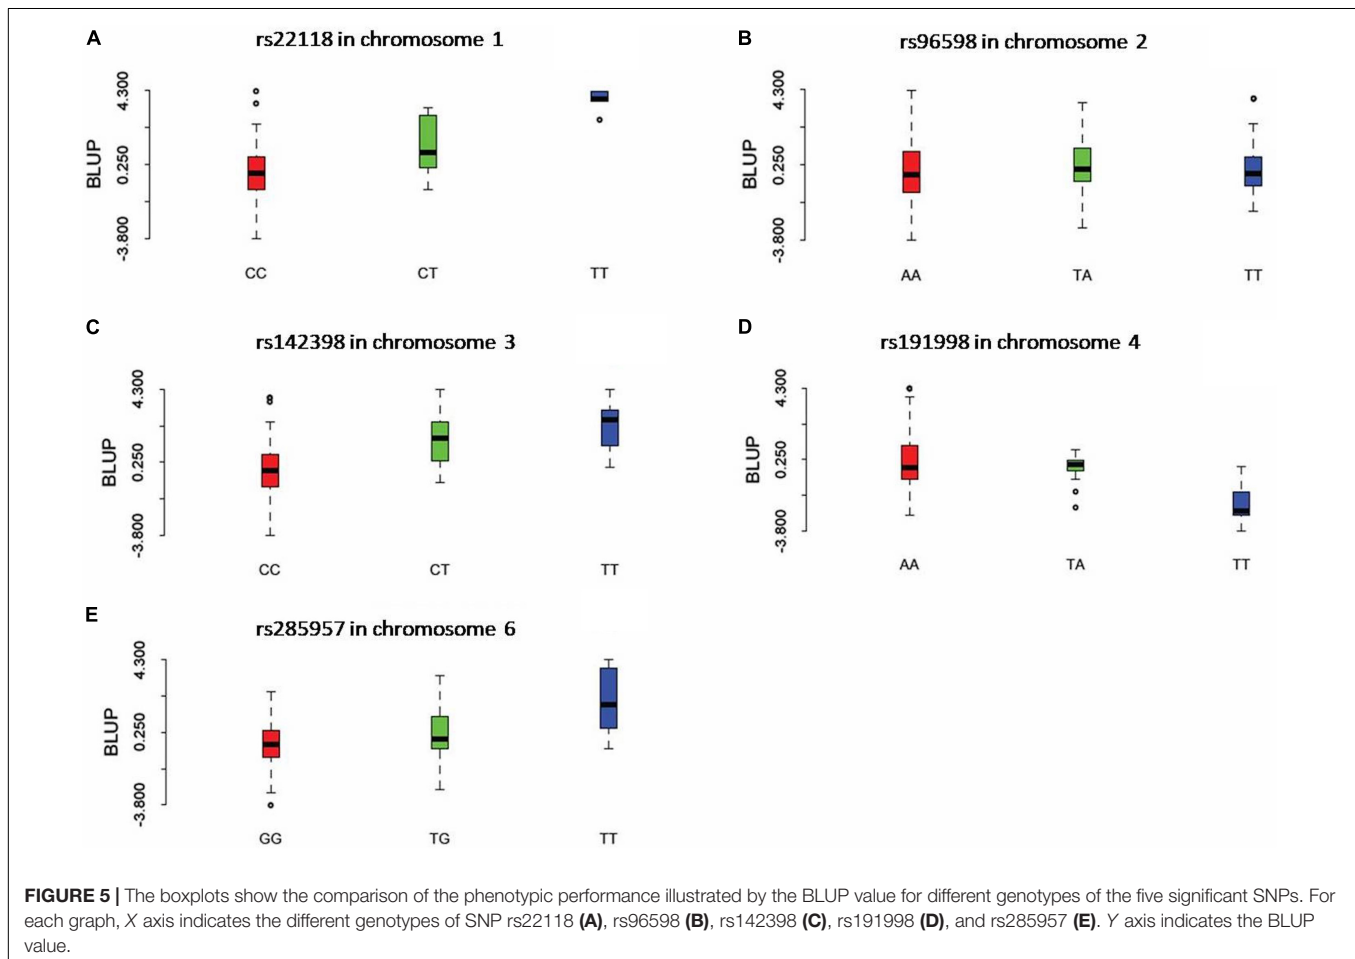 A
rs22118 in chromosome 1
BLUP
4.300
0.250
-3.800
CC
CT
TT
B
rs96598 in chromosome 2
BLUP
4.300
0.250
-3.800
AA
TA
TT
C
rs142398 in chromosome 3
BLUP
4.300
0.250
-3.800
CC
CT
TT
D
rs191998 in chromosome 4
BLUP
4.300
0.250
-3.800
AA
TA
TT
E
rs285957 in chromosome 6
BLUP
4.300
0.250
-3.800
GG
TG
TT
FIGURE 5 | The boxplots show the comparison of the phenotypic performance illustrated by the BLUP value for different genotypes of the five significant SNPs. For
each graph, X axis indicates the different genotypes of SNP rs22118 (A), rs96598 (B), rs142398 (C), rs191998 (D), and rs285957 (E). Y axis indicates the BLUP
value.